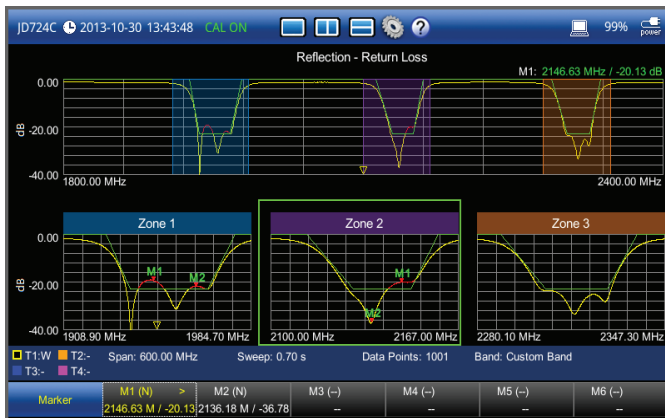 JD724C 2013-10-30 13:43:48 CAL ON ? 99% power
Reflection - Return Loss
M1: 2146.63 MHz / -20.13 dB
0.00
dB -20.00
-40.00
1800.00 MHz 2400.00 MHz
Zone 1 Zone 2 Zone 3
0.00
M1 M2 M1
dB -20.00
M2
-40.00
1908.90 MHz 1984.70 MHz 2100.00 MHz 2167.00 MHz 2280.10 MHz 2347.30 MHz
T1:W T2:- Span: 600.00 MHz Sweep: 0.70 s Data Points: 1001 Band: Custom Band
T3:- T4:-
Marker M1 (N) > M2 (N) M3 (--) M4 (--) M5 (--) M6 (--)
2146.63 M / -20.13 2136.18 M / -36.78 -- -- -- --